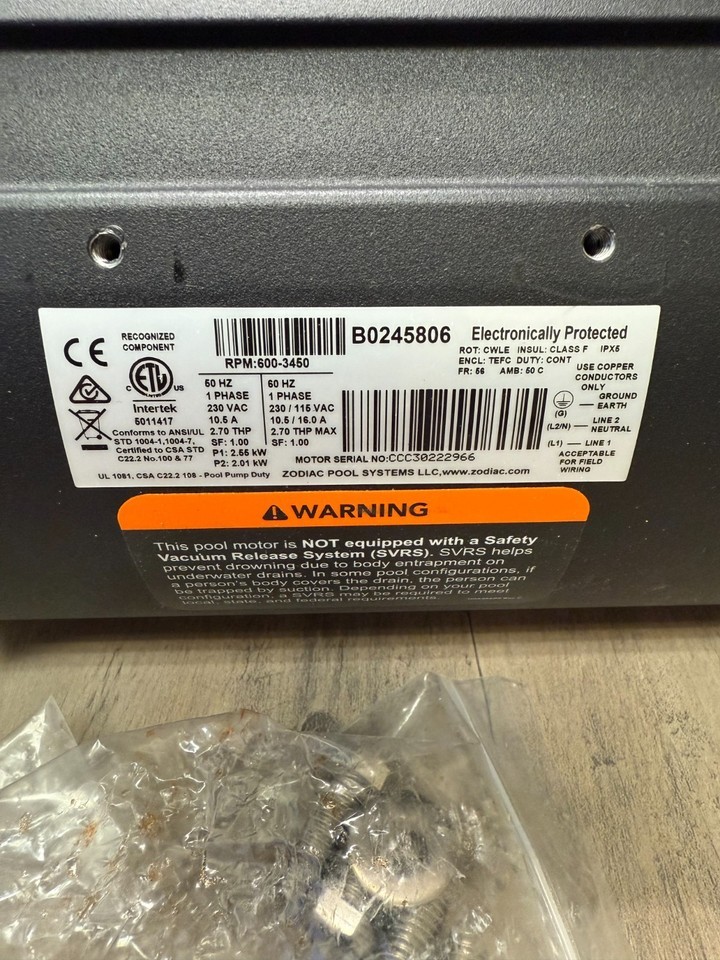 CE
RECOGNIZED
COMPONENT
C ETL US
Intertek
5011417
Conforms to ANSI/UL
STD 1004-1,1004-7,
Certified to CSA STD
C22.2 No.100 & 77
UL 1081, CSA C22.2 108 - Pool Pump Duty
B0245806
RPM:600-3450
50 HZ
1 PHASE
230 VAC
10.5 A
2.70 THP
SF: 1.00
P1: 2.55 kW
P2: 2.01 kW
60 HZ
1 PHASE
230 / 115 VAC
10.5 / 16.0 A
2.70 THP MAX
SF: 1.00
Electronically Protected
ROT: CWLE INSUL: CLASS F IPX5
ENCL: TEFC DUTY: CONT
FR: 56 AMB: 50 C
USE COPPER
CONDUCTORS
ONLY
(G) GROUND
EARTH
(L2/N) LINE 2
NEUTRAL
(L1) LINE 1
ACCEPTABLE
FOR FIELD
WIRING
MOTOR SERIAL NO:CCC30222966
ZODIAC POOL SYSTEMS LLC,www.zodiac.com
WARNING
This pool motor is NOT equipped with a Safety
Vacuum Release System (SVRS). SVRS helps
prevent drowning due to body entrapment on
underwater drains. In some pool configurations, if
a person's body covers the drain, the person can
be trapped by suction. Depending on your pool
configuration, a SVRS may be required to meet
local, state, and federal requirements.